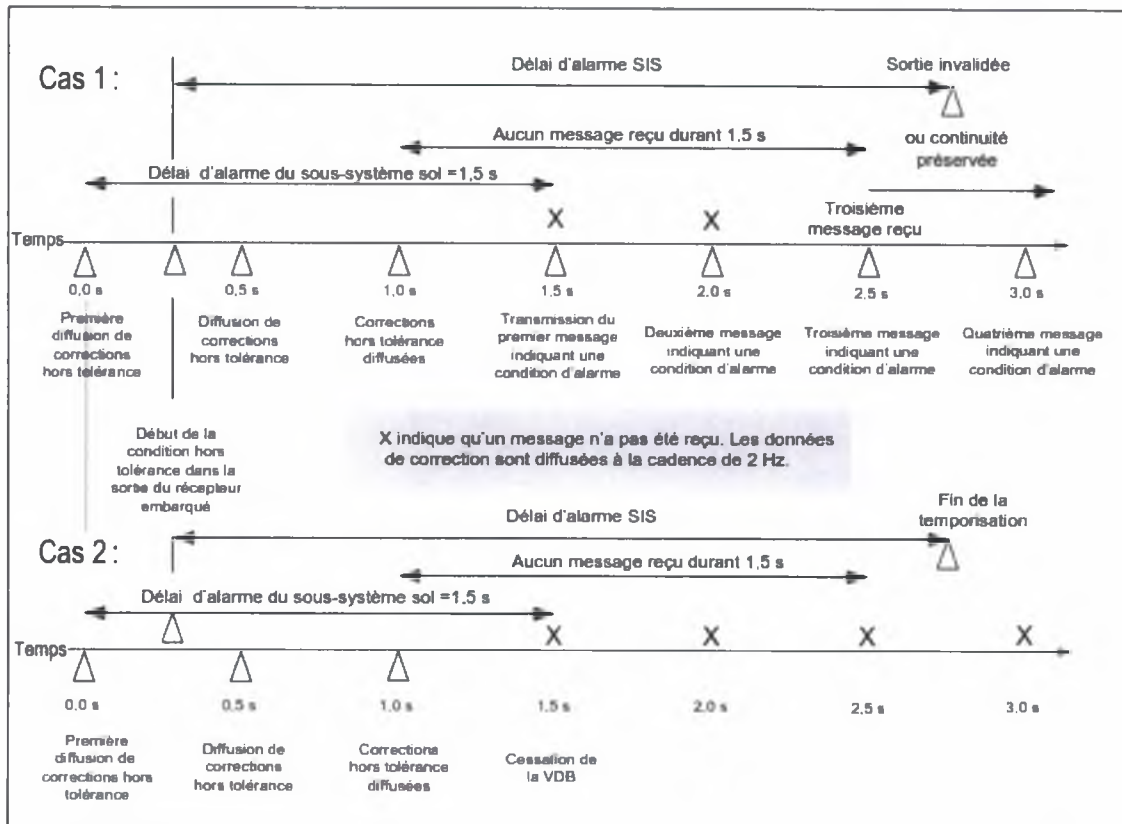 Cas 1 :
Délai d'alarme SIS
Sortie invalidée
ou continuité
préservée
Aucun message reçu durant 1,5 s
Délai d'alarme du sous-système sol =1,5 s
X
X
Troisième
message reçu
Temps
0,0 s
0,5 s
1,0 s
1.5 s
2.0 s
2.5 s
3.0 s
Première
diffusion de
corrections
hors tolérance
Diffusion de
corrections
hors tolérance
Corrections
hors tolérance
diffusées
Transmission du
premier message
indiquant une
condition d'alarme
Deuxième message
indiquant une
condition d'alarme
Troisième message
indiquant une
condition d'alarme
Quatrième message
indiquant une
condition d'alarme
Début de la
condition hors
tolérance dans la
sortie du récepteur
embarqué
X indique qu'un message n'a pas été reçu. Les données
de correction sont diffusées à la cadence de 2 Hz.
Cas 2 :
Délai d'alarme SIS
Fin de la
temporisation
Aucun message reçu durant 1,5 s
Délai d'alarme du sous-système sol =1.5 s
X
X
X
X
Temps
0,0 s
0,5 s
1,0 s
1.5 s
2.0 s
2,5 s
3,0 s
Première
diffusion de
corrections hors
tolérance
Diffusion de
corrections
hors tolérance
Corrections
hors tolérance
diffusées
Cessation de
la VDB